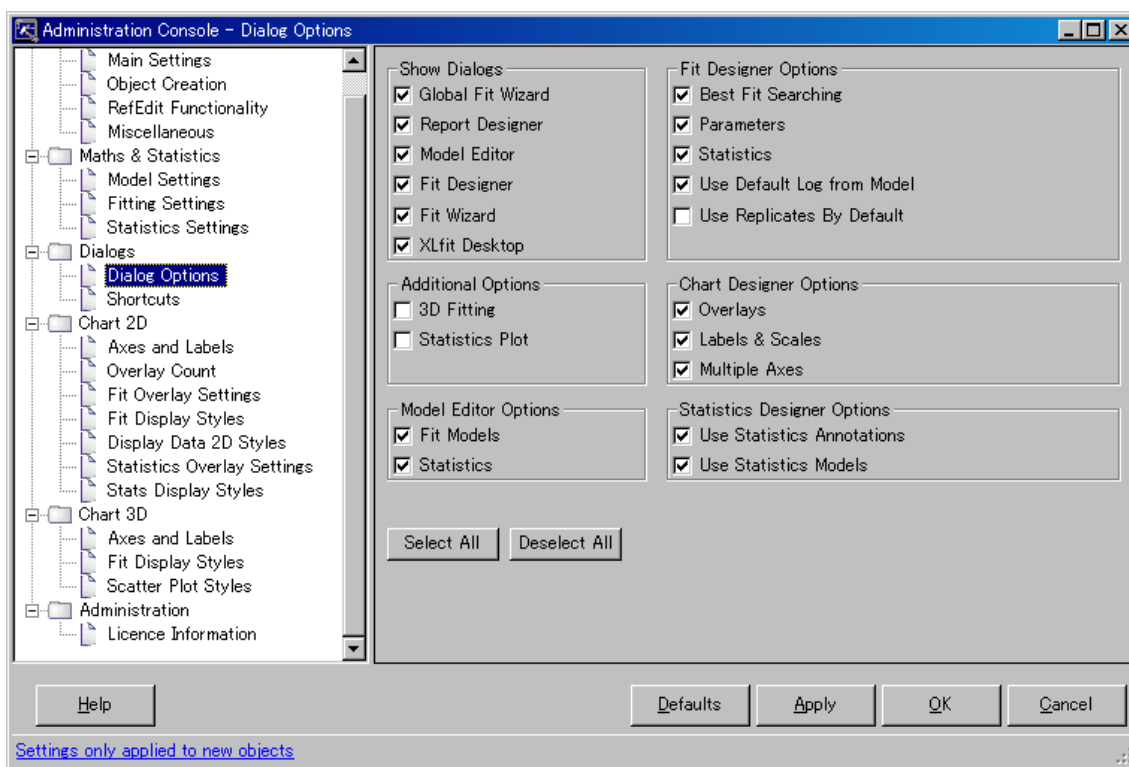 Administration Console - Dialog Options
Main Settings
Object Creation
RefEdit Functionality
Miscellaneous
Maths & Statistics
Model Settings
Fitting Settings
Statistics Settings
Dialogs
Dialog Options
Shortcuts
Chart 2D
Axes and Labels
Overlay Count
Fit Overlay Settings
Fit Display Styles
Display Data 2D Styles
Statistics Overlay Settings
Stats Display Styles
Chart 3D
Axes and Labels
Fit Display Styles
Scatter Plot Styles
Administration
Licence Information
Show Dialogs
Global Fit Wizard
Report Designer
Model Editor
Fit Designer
Fit Wizard
XLfit Desktop
Fit Designer Options
Best Fit Searching
Parameters
Statistics
Use Default Log from Model
Use Replicates By Default
Additional Options
3D Fitting
Statistics Plot
Chart Designer Options
Overlays
Labels & Scales
Multiple Axes
Model Editor Options
Fit Models
Statistics
Statistics Designer Options
Use Statistics Annotations
Use Statistics Models
Select All
Deselect All
Help
Defaults
Apply
OK
Cancel
Settings only applied to new objects